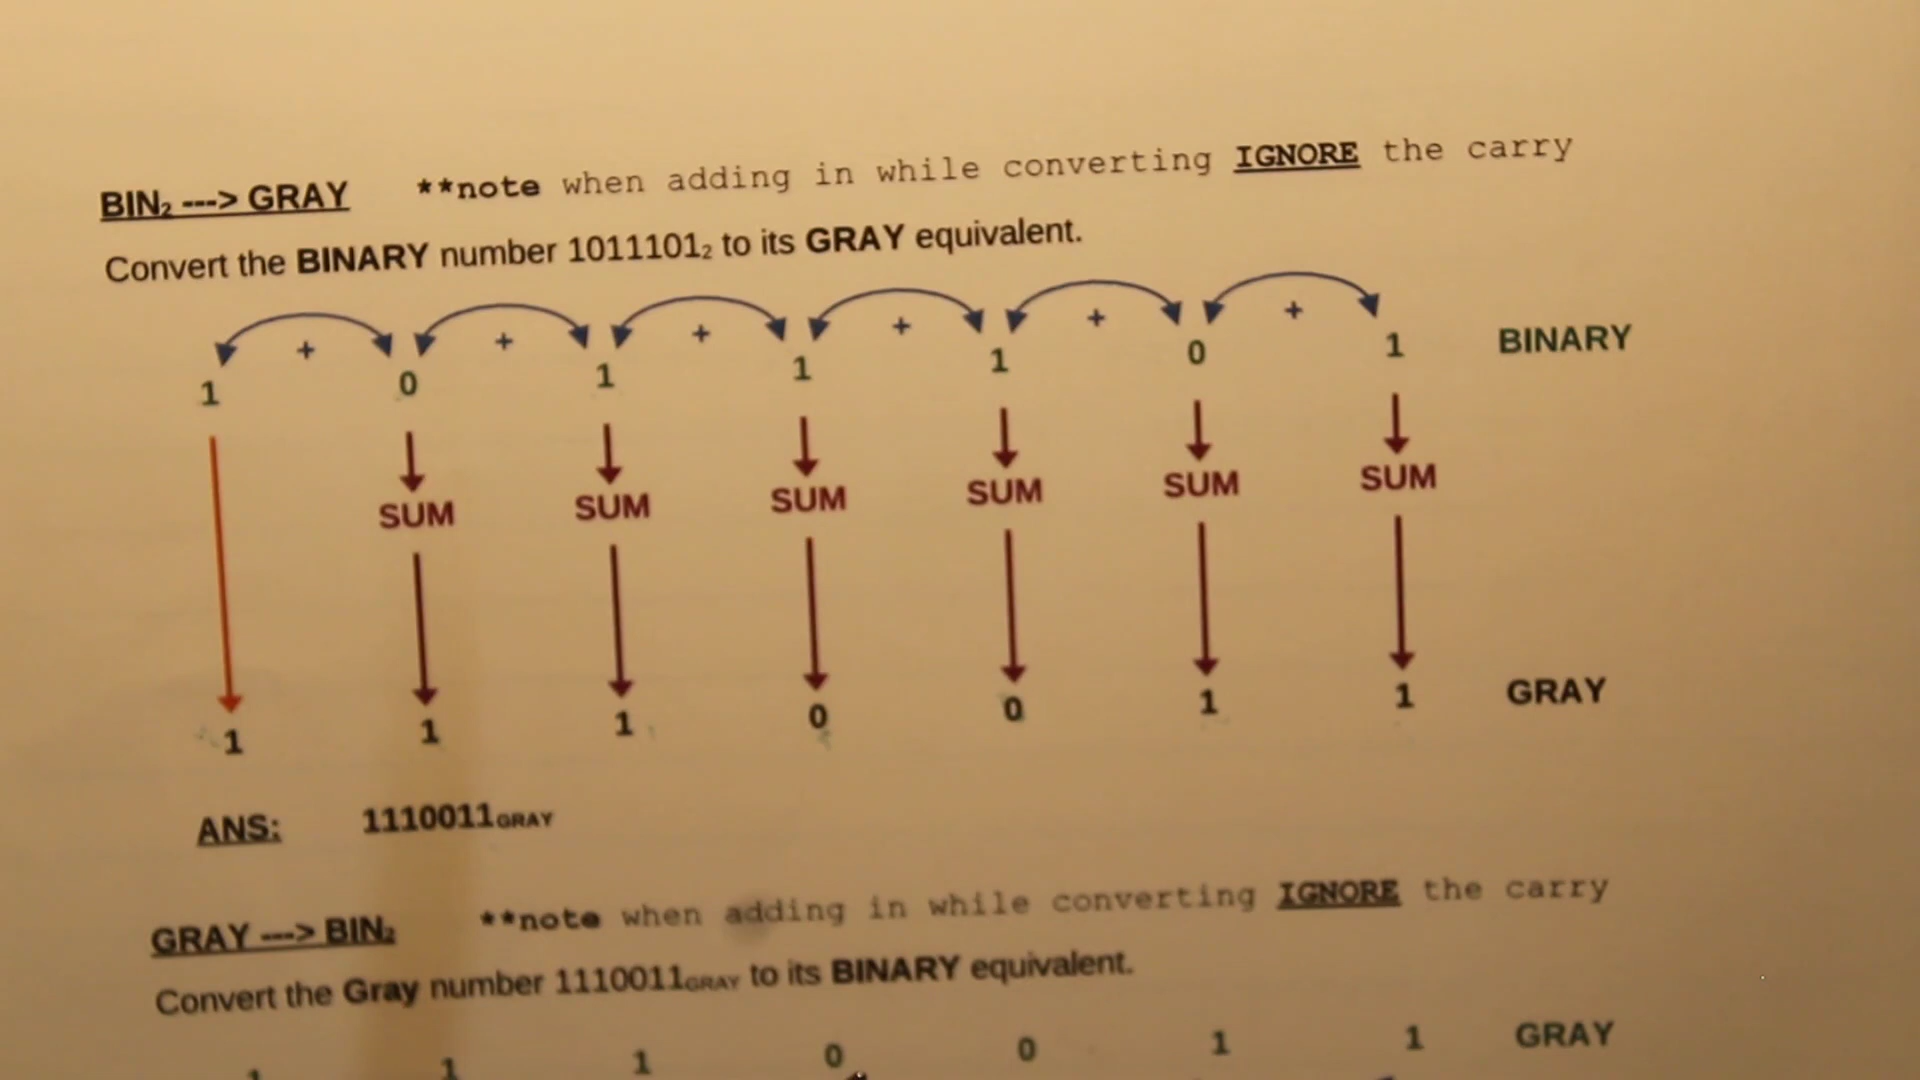 BIN₂ ---> GRAY **note when adding in while converting IGNORE the carry
Convert the BINARY number 1011101₂ to its GRAY equivalent.
+ + + + + +
1 0 1 1 1 0 1 BINARY
SUM SUM SUM SUM SUM SUM
1 1 1 0 0 1 1 GRAY
ANS: 1110011GRAY
GRAY ---> BIN₂ **note when adding in while converting IGNORE the carry
Convert the Gray number 1110011GRAY to its BINARY equivalent.
1 1 1 0 0 1 1 GRAY